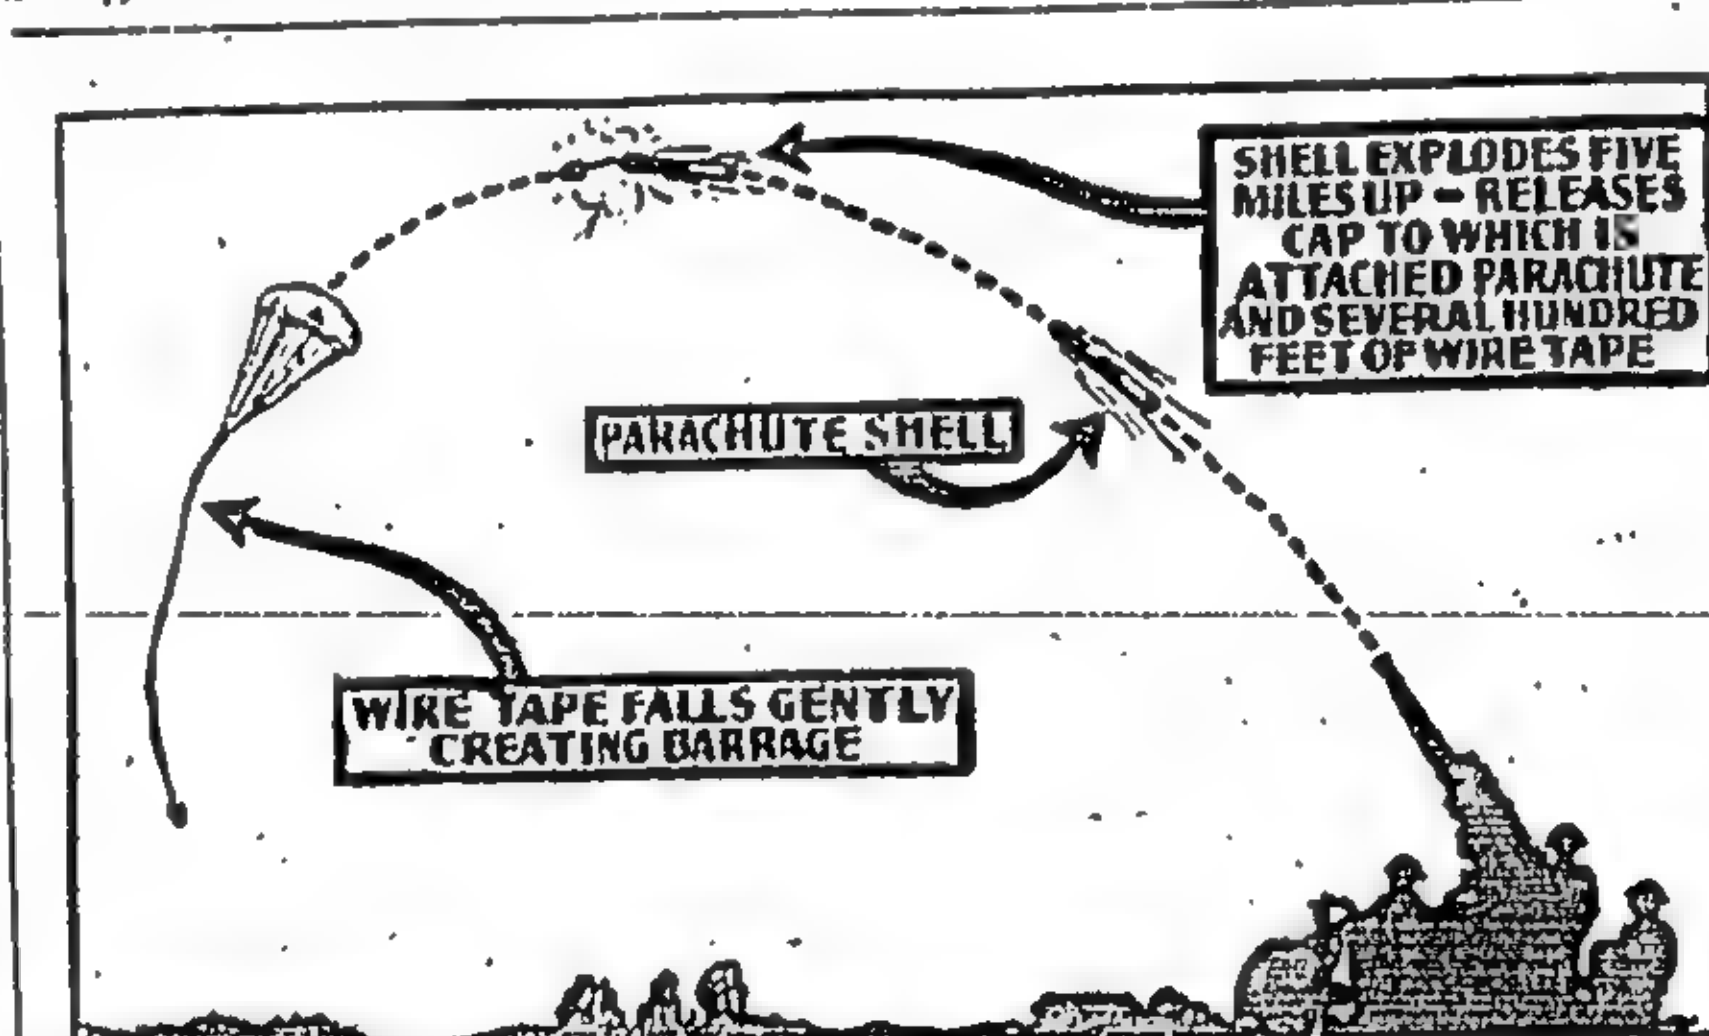 SHELL EXPLODES FIVE
MILES UP — RELEASES
CAP TO WHICH IS
ATTACHED PARACHUTE
AND SEVERAL HUNDRED
FEET OF WIRE TAPE
PARACHUTE SHELL
WIRE TAPE FALLS GENTLY
CREATING BARRAGE